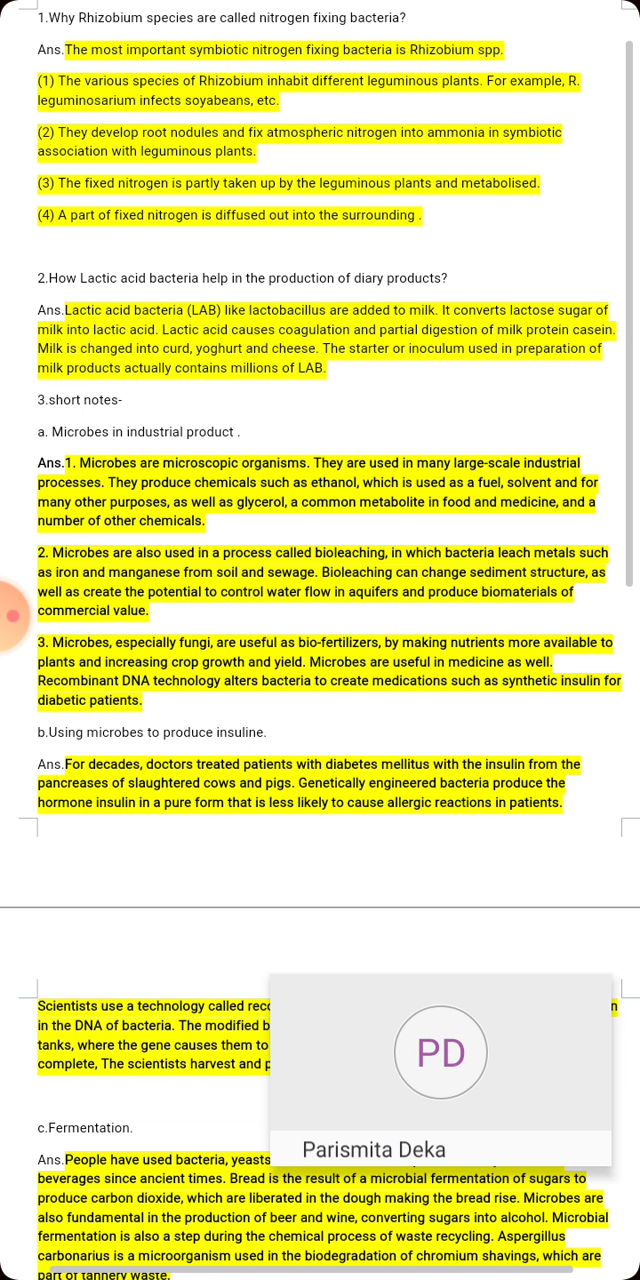 1.Why Rhizobium species are called nitrogen fixing bacteria?
Ans.The most important symbiotic nitrogen fixing bacteria is Rhizobium spp.
(1) The various species of Rhizobium inhabit different leguminous plants. For example, R.
leguminosarium infects soyabeans, etc.
(2) They develop root nodules and fix atmospheric nitrogen into ammonia in symbiotic
association with leguminous plants.
(3) The fixed nitrogen is partly taken up by the leguminous plants and metabolised.
(4) A part of fixed nitrogen is diffused out into the surrounding .
2.How Lactic acid bacteria help in the production of diary products?
Ans.Lactic acid bacteria (LAB) like lactobacillus are added to milk. It converts lactose sugar of
milk into lactic acid. Lactic acid causes coagulation and partial digestion of milk protein casein.
Milk is changed into curd, yoghurt and cheese. The starter or inoculum used in preparation of
milk products actually contains millions of LAB.
3.short notes-
a. Microbes in industrial product .
Ans.1. Microbes are microscopic organisms. They are used in many large-scale industrial
processes. They produce chemicals such as ethanol, which is used as a fuel, solvent and for
many other purposes, as well as glycerol, a common metabolite in food and medicine, and a
number of other chemicals.
2. Microbes are also used in a process called bioleaching, in which bacteria leach metals such
as iron and manganese from soil and sewage. Bioleaching can change sediment structure, as
well as create the potential to control water flow in aquifers and produce biomaterials of
commercial value.
3. Microbes, especially fungi, are useful as bio-fertilizers, by making nutrients more available to
plants and increasing crop growth and yield. Microbes are useful in medicine as well.
Recombinant DNA technology alters bacteria to create medications such as synthetic insulin for
diabetic patients.
b.Using microbes to produce insuline.
Ans.For decades, doctors treated patients with diabetes mellitus with the insulin from the
pancreases of slaughtered cows and pigs. Genetically engineered bacteria produce the
hormone insulin in a pure form that is less likely to cause allergic reactions in patients.
Scientists use a technology called
in the DNA of bacteria. The modified
tanks, where the gene causes them to
complete, The scientists harvest and
PD
Parismita Deka
c.Fermentation.
Ans.People have used bacteria, yeasts
beverages since ancient times. Bread is the result of a microbial fermentation of sugars to
produce carbon dioxide, which are liberated in the dough making the bread rise. Microbes are
also fundamental in the production of beer and wine, converting sugars into alcohol. Microbial
fermentation is also a step during the chemical process of waste recycling. Aspergillus
carbonarius is a microorganism used in the biodegradation of chromium shavings, which are
part of tannery waste.